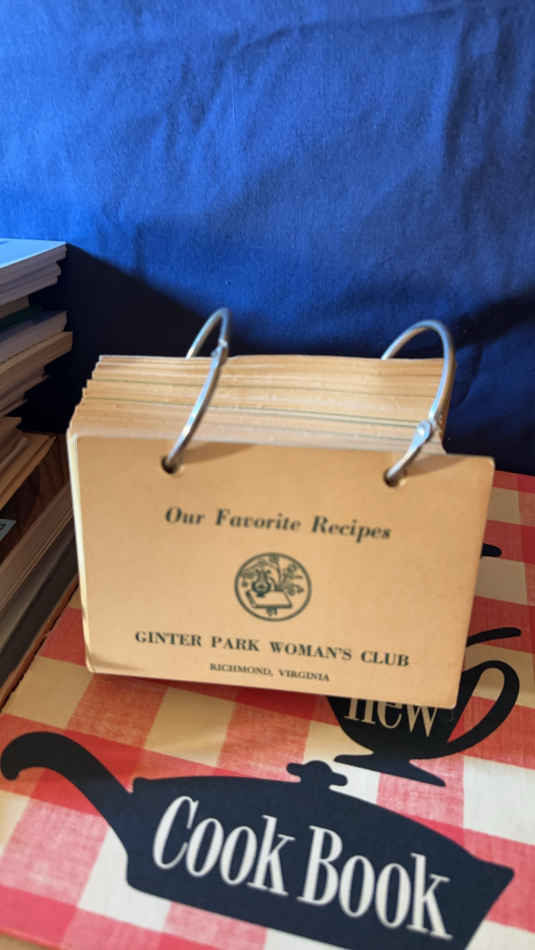 Our Favorite Recipes
GINTER PARK WOMAN'S CLUB
RICHMOND, VIRGINIA
new
Cook Book